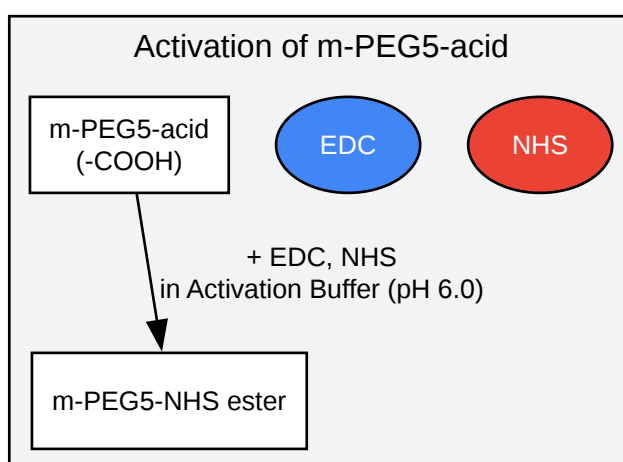 Activation of m-PEG5-acid
m-PEG5-acid
(-COOH)
EDC
NHS
+ EDC, NHS
in Activation Buffer (pH 6.0)
m-PEG5-NHS ester